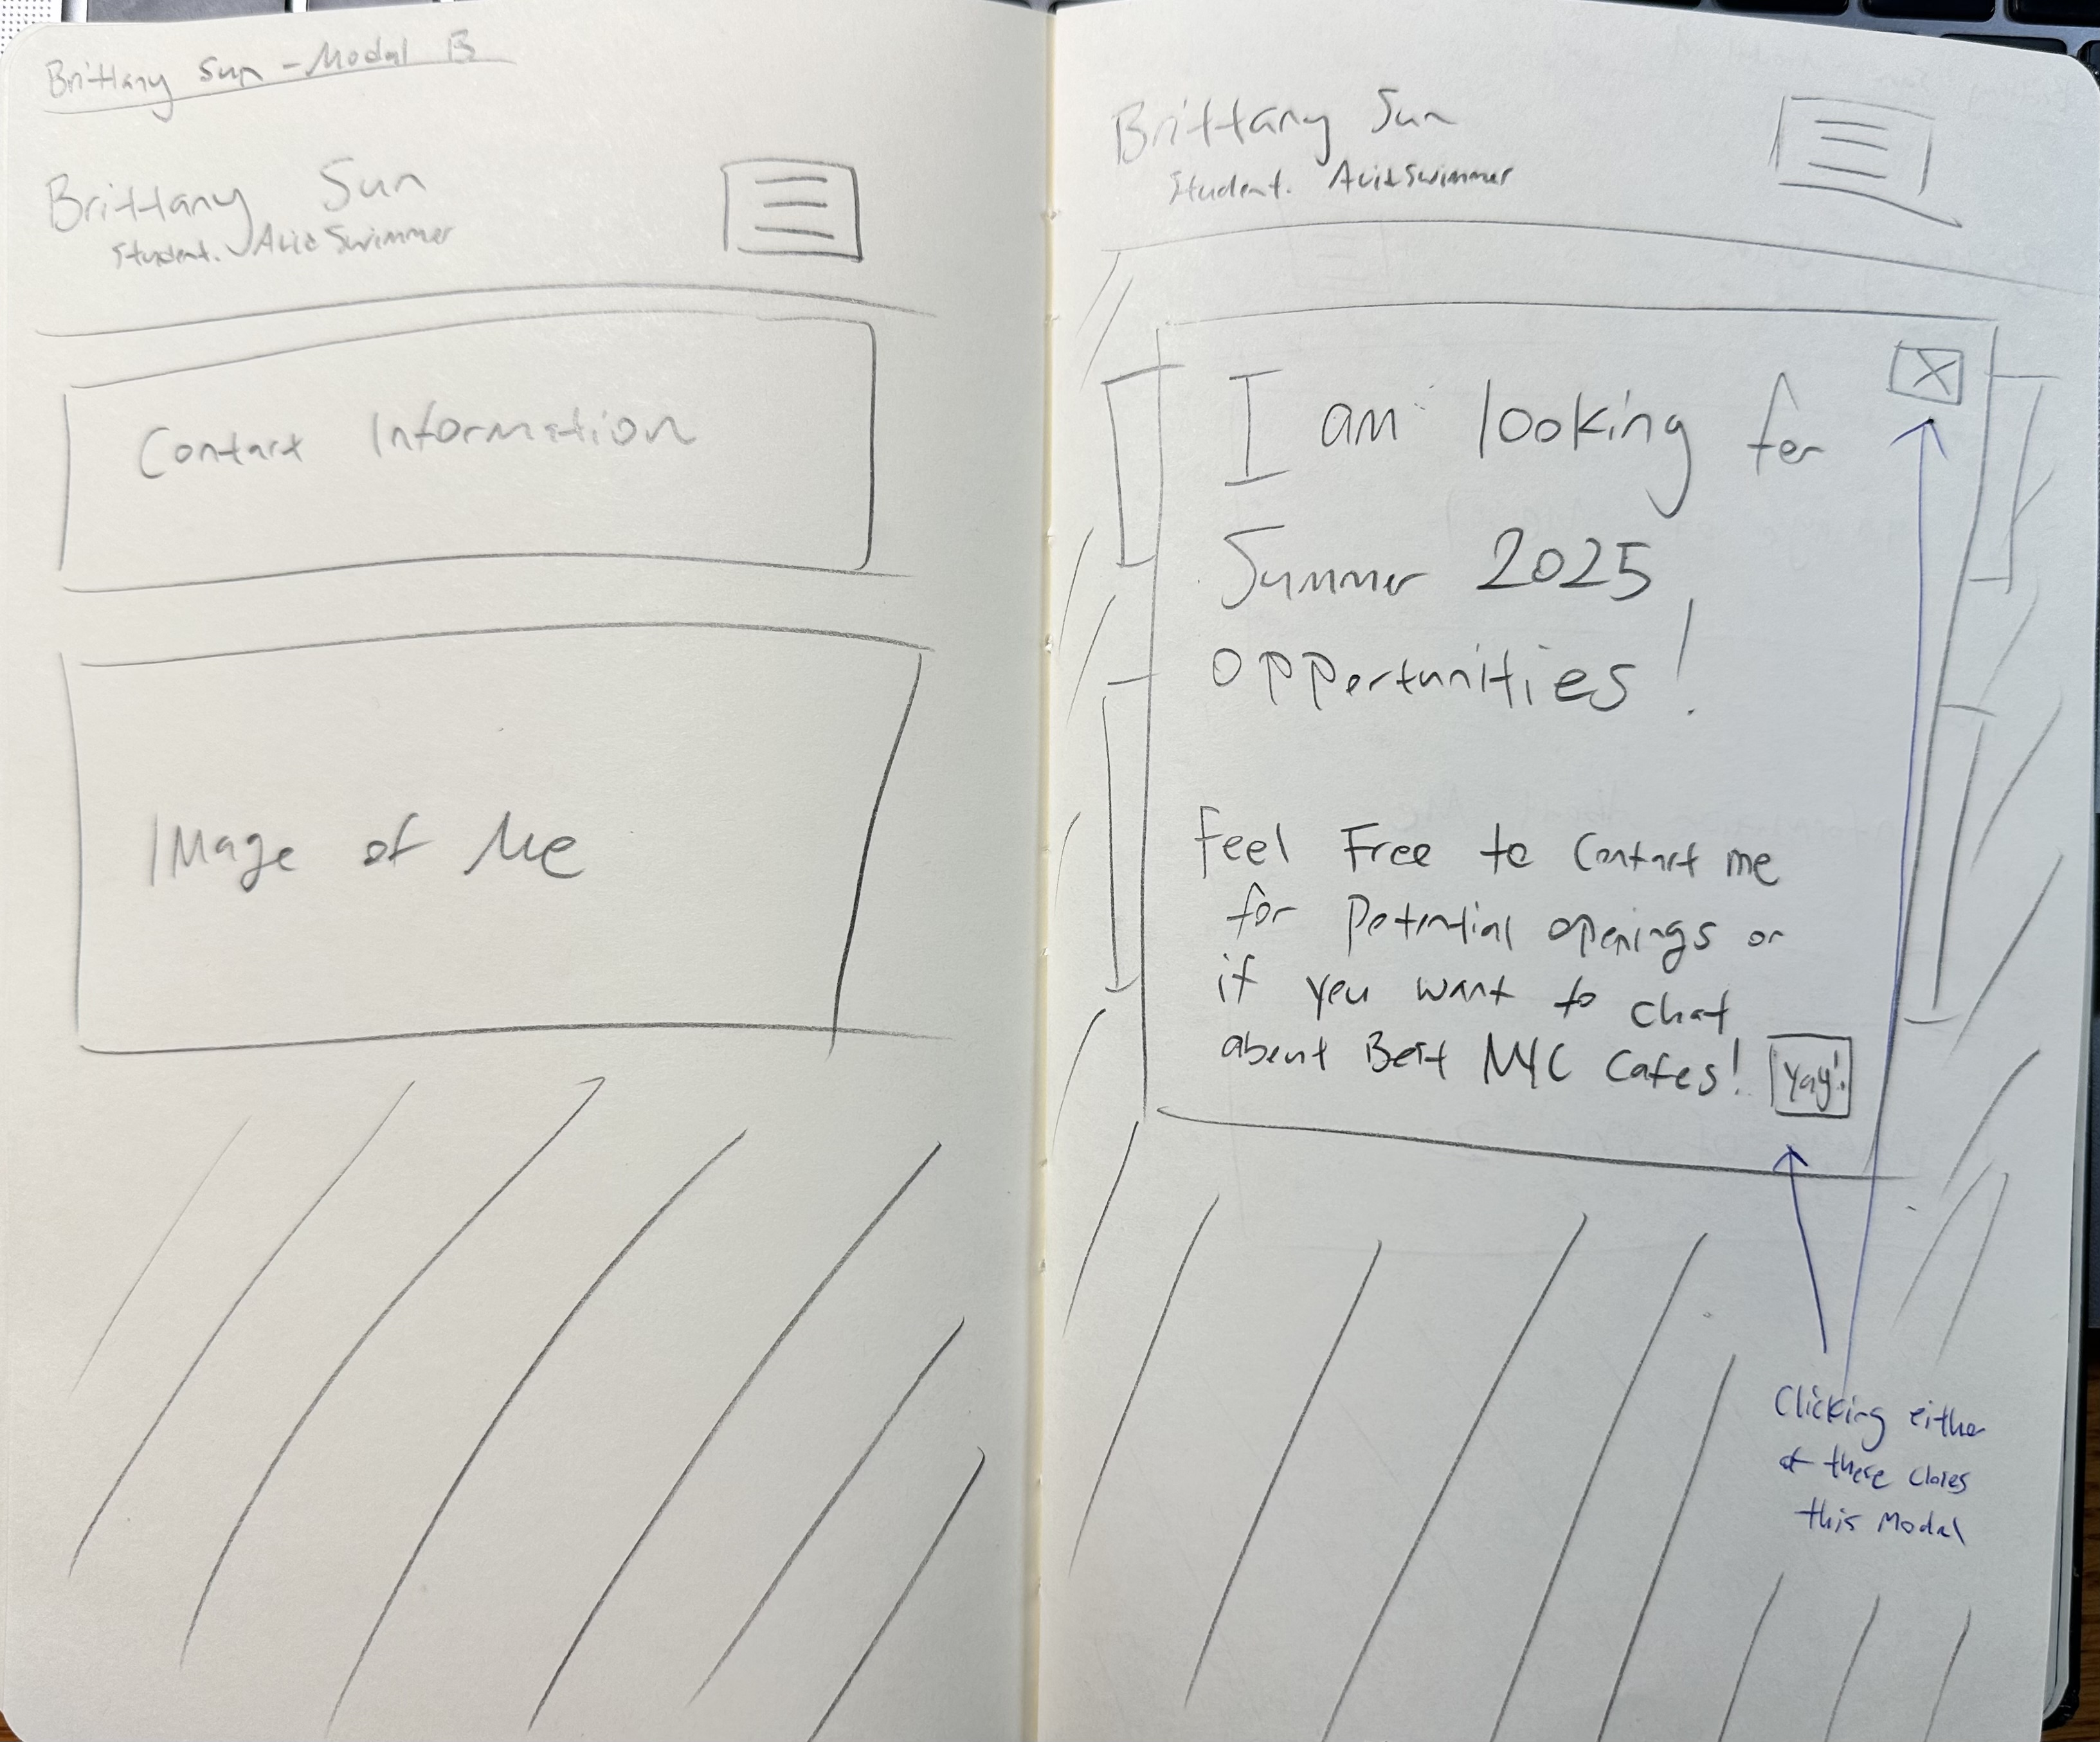 Brittany Sun - Modal B
Brittany Sun
Student. Avid Swimmer
Contact Information
Image of Me
Brittany Sun
Student. Avid Swimmer
X
I am looking for
Summer 2025
opportunities!
Feel Free to Contact me
for Potential openings or
if you want to chat
about Best NYC Cafes!
Yay!
Clicking either
of these closes
this Modal